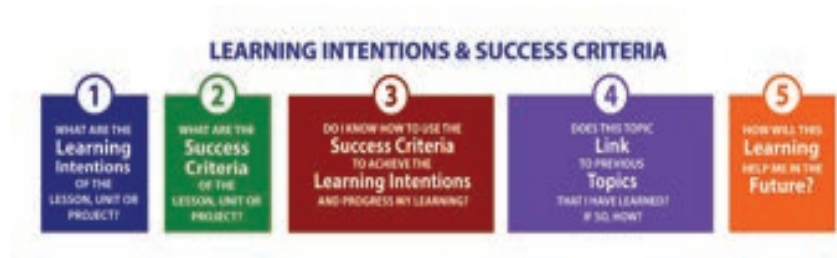 LEARNING INTENTIONS & SUCCESS CRITERIA
1
WHAT ARE THE
Learning
Intentions
OF THE
LESSON, UNIT OR
PROJECT?
2
WHAT ARE THE
Success
Criteria
OF THE
LESSON, UNIT OR
PROJECT?
3
DO I KNOW HOW TO USE THE
Success Criteria
TO ACHIEVE THE
Learning Intentions
AND PROGRESS MY LEARNING?
4
DOES THIS TOPIC
Link
TO PREVIOUS
Topics
THAT I HAVE LEARNED?
IF SO, HOW?
5
HOW WILL THIS
Learning
HELP ME IN THE
Future?